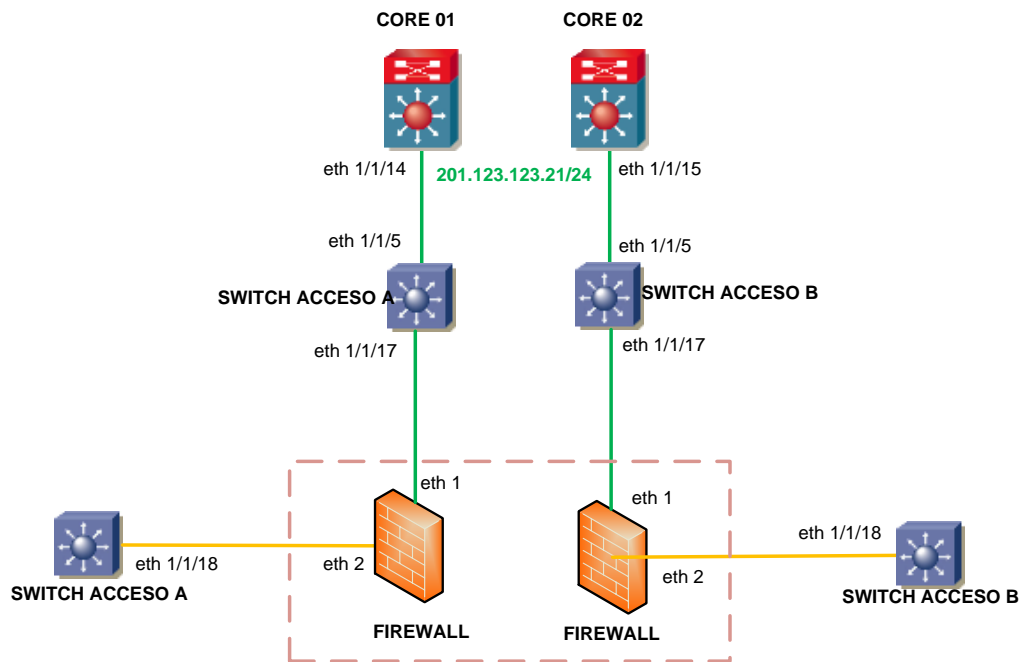 CORE 01
CORE 02
eth 1/1/14
201.123.123.21/24
eth 1/1/15
eth 1/1/5
eth 1/1/5
SWITCH ACCESO A
SWITCH ACCESO B
eth 1/1/17
eth 1/1/17
eth 1
eth 1
eth 1/1/18
eth 2
eth 2
eth 1/1/18
SWITCH ACCESO A
SWITCH ACCESO B
FIREWALL
FIREWALL